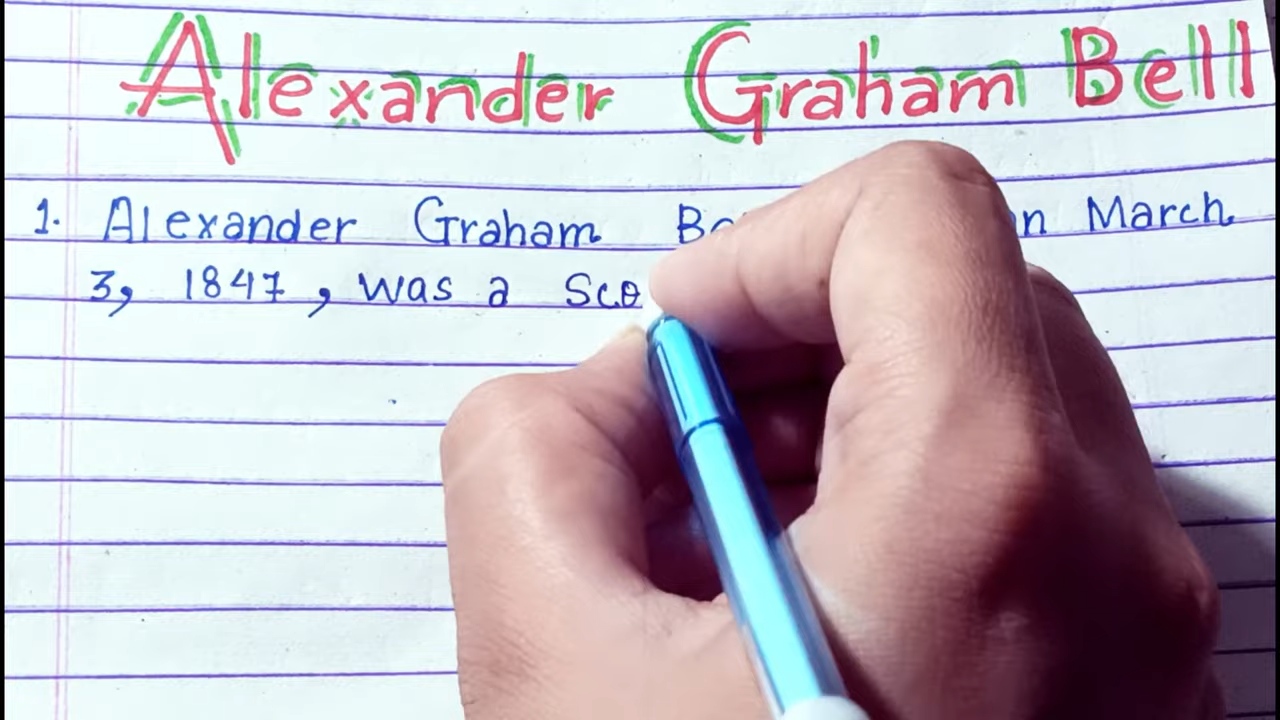 Alexander Graham Bell
1. Alexander Graham March
3, 1847, was a